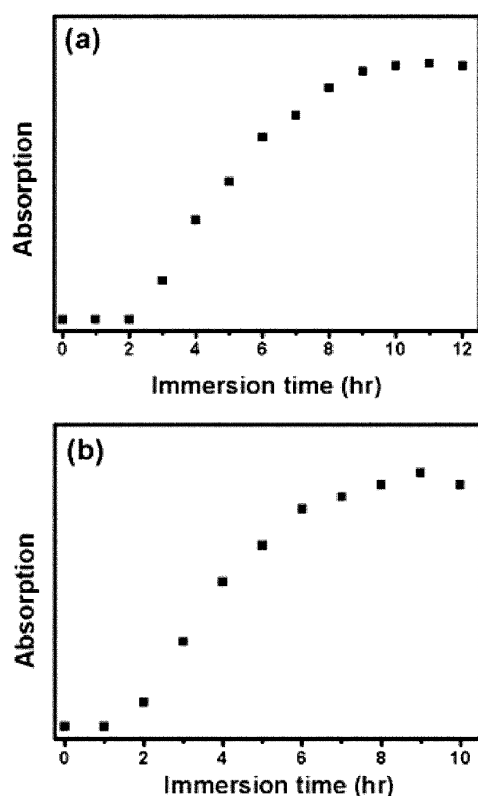 (a)
Absorption
0 2 4 6 8 10 12
Immersion time (hr)
(b)
Absorption
0 2 4 6 8 10
Immersion time (hr)